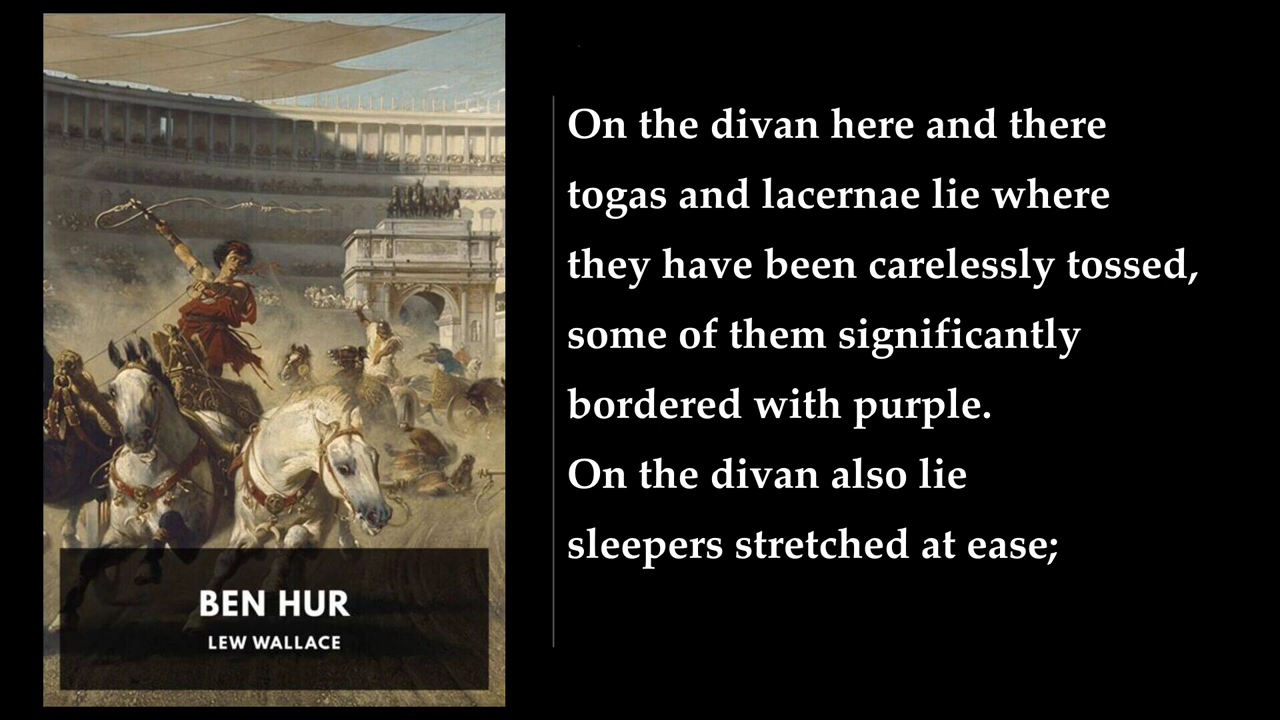 BEN HUR
LEW WALLACE
On the divan here and there
togas and lacernae lie where
they have been carelessly tossed,
some of them significantly
bordered with purple.
On the divan also lie
sleepers stretched at ease;